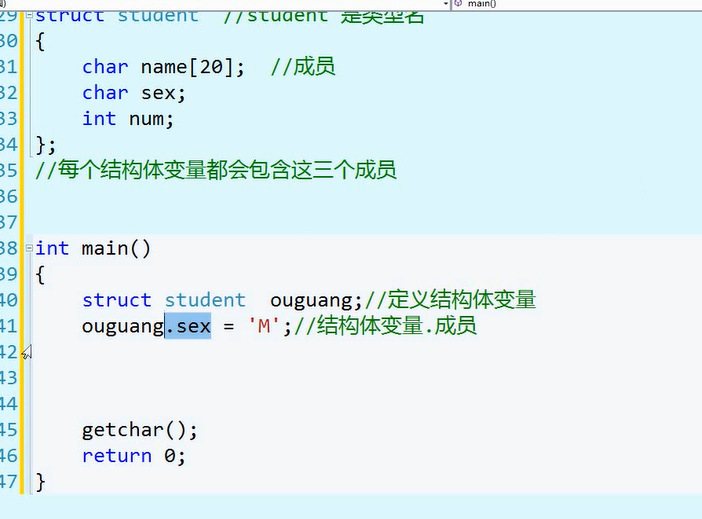 main()
29 struct student //student 是类型名
30 {
31 char name[20]; //成员
32 char sex;
33 int num;
34 };
35 //每个结构体变量都会包含这三个成员
36
37
38 int main()
39 {
40 struct student ouguang;//定义结构体变量
41 ouguang.sex = 'M';//结构体变量.成员
42
43
44
45 getchar();
46 return 0;
47 }